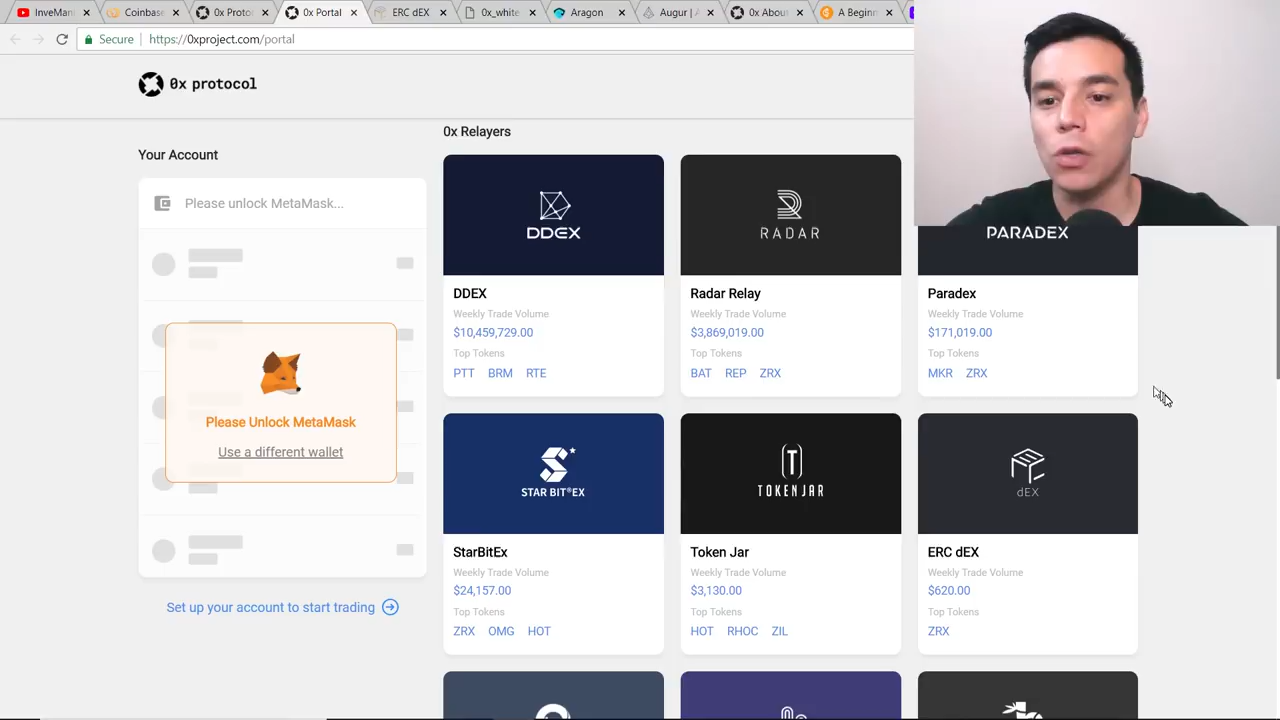 InveMan
Coinbase
0x Proto
0x Portal
ERC dEX
0x_white
Aragon
Augur | A
0x Abou
A Beginn
Secure
https://0xproject.com/portal
0x protocol
Your Account
Please unlock MetaMask...
Please Unlock MetaMask
Use a different wallet
Set up your account to start trading
0x Relayers
DDEX
RADAR
PARADEX
DDEX
Radar Relay
Paradex
Weekly Trade Volume
Weekly Trade Volume
Weekly Trade Volume
$10,459,729.00
$3,869,019.00
$171,019.00
Top Tokens
Top Tokens
Top Tokens
PTT BRM RTE
BAT REP ZRX
MKR ZRX
STAR BIT*EX
TOKENJAR
dEX
StarBitEx
Token Jar
ERC dEX
Weekly Trade Volume
Weekly Trade Volume
Weekly Trade Volume
$24,157.00
$3,130.00
$620.00
Top Tokens
Top Tokens
Top Tokens
ZRX OMG HOT
HOT RHOC ZIL
ZRX